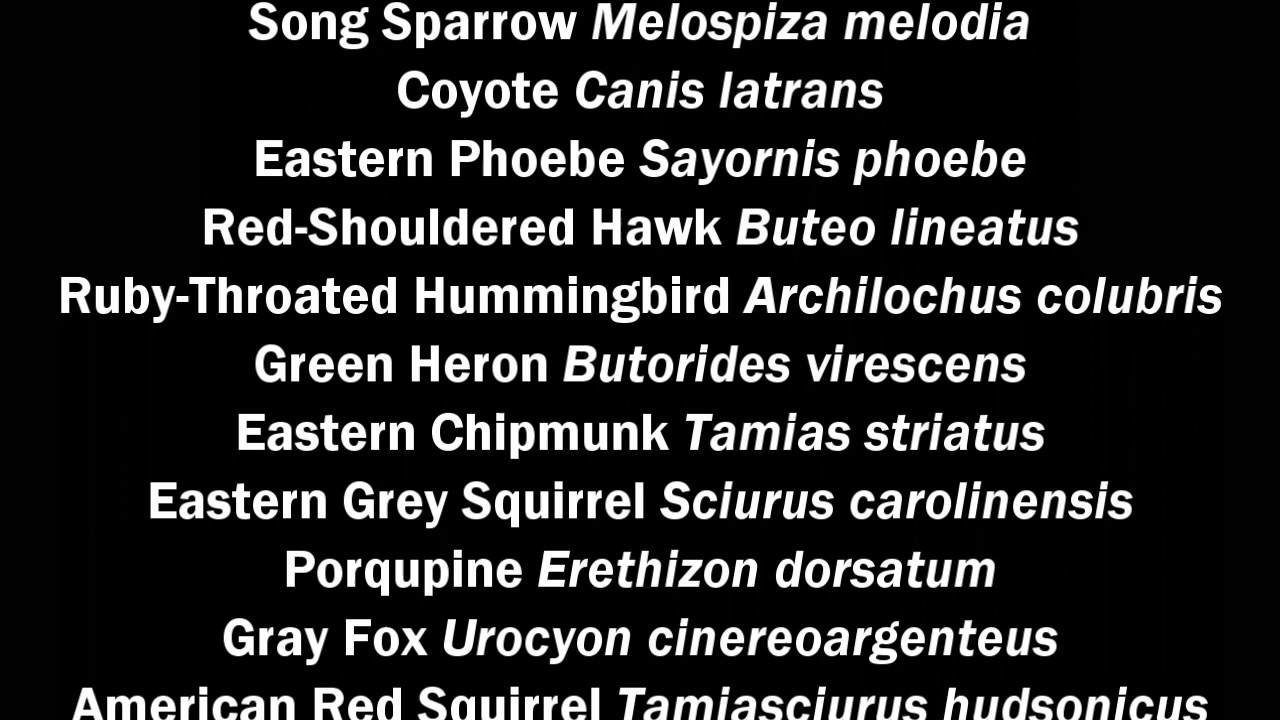 Song Sparrow Melospiza melodia
Coyote Canis latrans
Eastern Phoebe Sayornis phoebe
Red-Shouldered Hawk Buteo lineatus
Ruby-Throated Hummingbird Archilochus colubris
Green Heron Butorides virescens
Eastern Chipmunk Tamias striatus
Eastern Grey Squirrel Sciurus carolinensis
Porqupine Erethizon dorsatum
Gray Fox Urocyon cinereoargenteus
American Red Squirrel Tamiasciurus hudsonicus